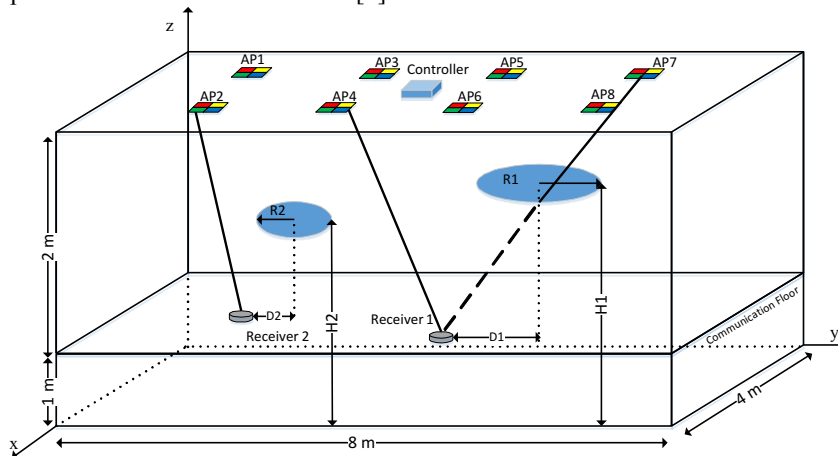 z
AP1
AP3
AP5
AP7
Controller
AP2
AP4
AP6
AP8
R1
R2
2 m
H2
H1
Receiver 1
D2
Receiver 2
D1
Communication Floor
y
1 m
4 m
x
8 m